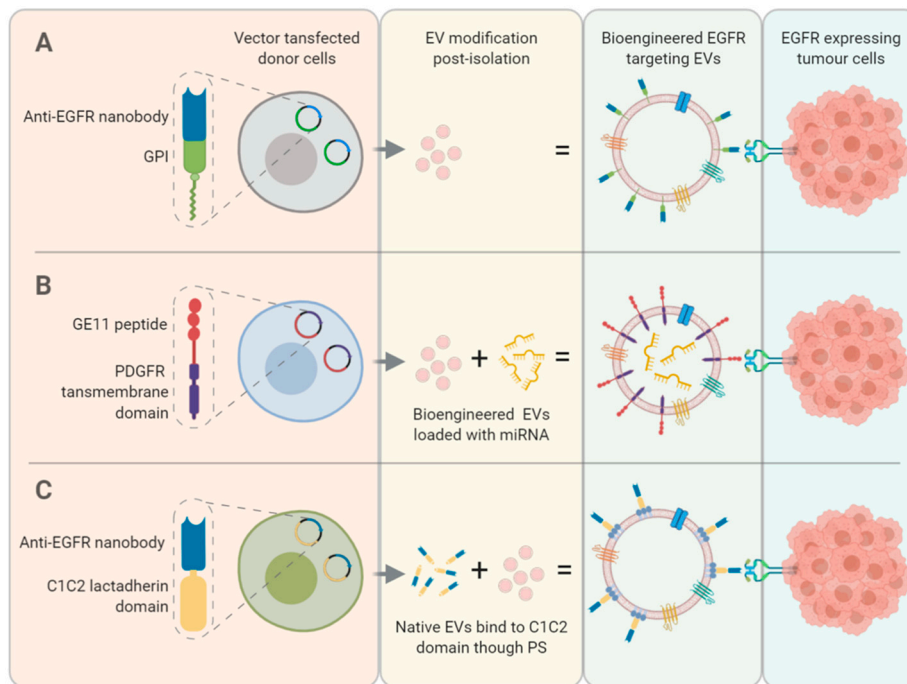 A
Vector tansfected
donor cells
EV modification
post-isolation
Bioengineered EGFR
targeting EVs
EGFR expressing
tumour cells
Anti-EGFR nanobody
GPI
=
B
GE11 peptide
PDGFR
tansmembrane
domain
+
=
Bioengineered EVs
loaded with miRNA
C
Anti-EGFR nanobody
C1C2 lactadherin
domain
+
=
Native EVs bind to C1C2
domain though PS